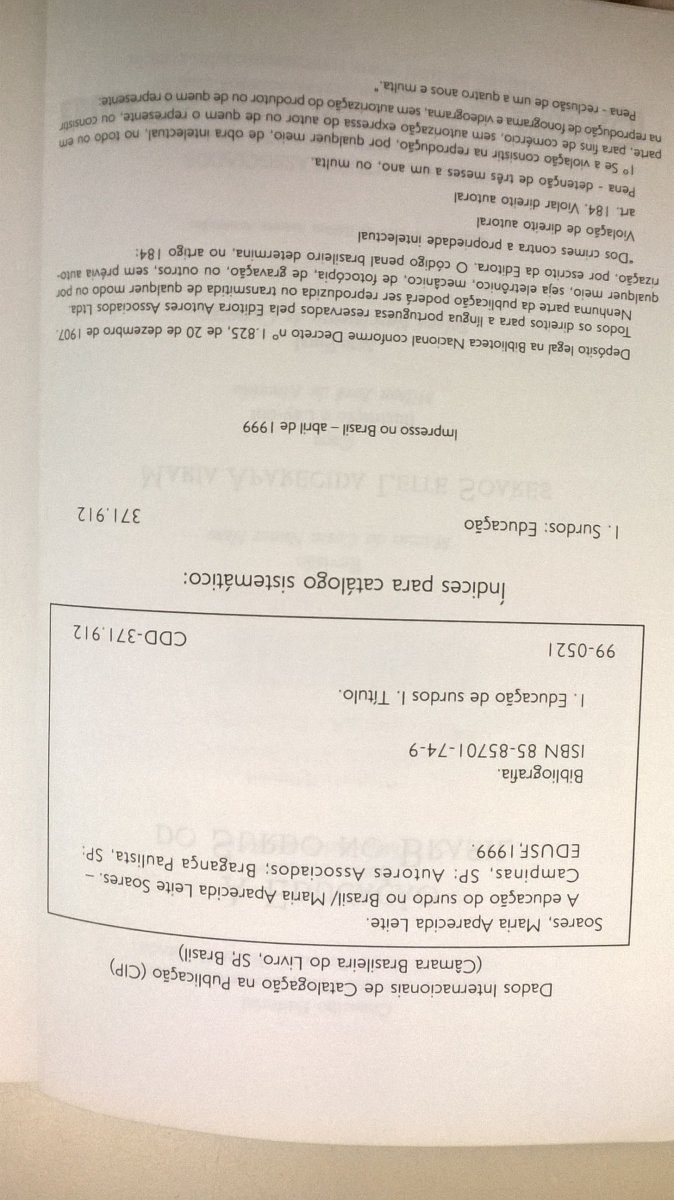 Dados Internacionais de Catalogação na Publicação (CIP)
(Câmara Brasileira do Livro, SP, Brasil)
Soares, Maria Aparecida Leite.
A educação do surdo no Brasil/ Maria Aparecida Leite Soares. –
Campinas, SP: Autores Associados; Bragança Paulista, SP:
EDUSF,1999.
Bibliografia.
ISBN 85-85701-74-9
1. Educação de surdos I. Título.
99-0521 CDD-371.912
Índices para catálogo sistemático:
1. Surdos: Educação 371.912
MARIA APARECIDA LEITE SOARES
Impresso no Brasil – abril de 1999
Depósito legal na Biblioteca Nacional conforme Decreto nº 1.825, de 20 de dezembro de 1907.
Todos os direitos para a língua portuguesa reservados pela Editora Autores Associados Ltda.
Nenhuma parte da publicação poderá ser reproduzida ou transmitida de qualquer modo ou por
qualquer meio, seja eletrônico, mecânico, de fotocópia, de gravação, ou outros, sem prévia auto-
rização, por escrito da Editora. O código penal brasileiro determina, no artigo 184:
"Dos crimes contra a propriedade intelectual
Violação de direito autoral
art. 184. Violar direito autoral
Pena - detenção de três meses a um ano, ou multa.
1º Se a violação consistir na reprodução, por qualquer meio, de obra intelectual, no todo ou em
parte, para fins de comércio, sem autorização expressa do autor ou de quem o represente, ou consistir
na reprodução de fonograma e videograma, sem autorização do produtor ou de quem o represente:
Pena - reclusão de um a quatro anos e multa."